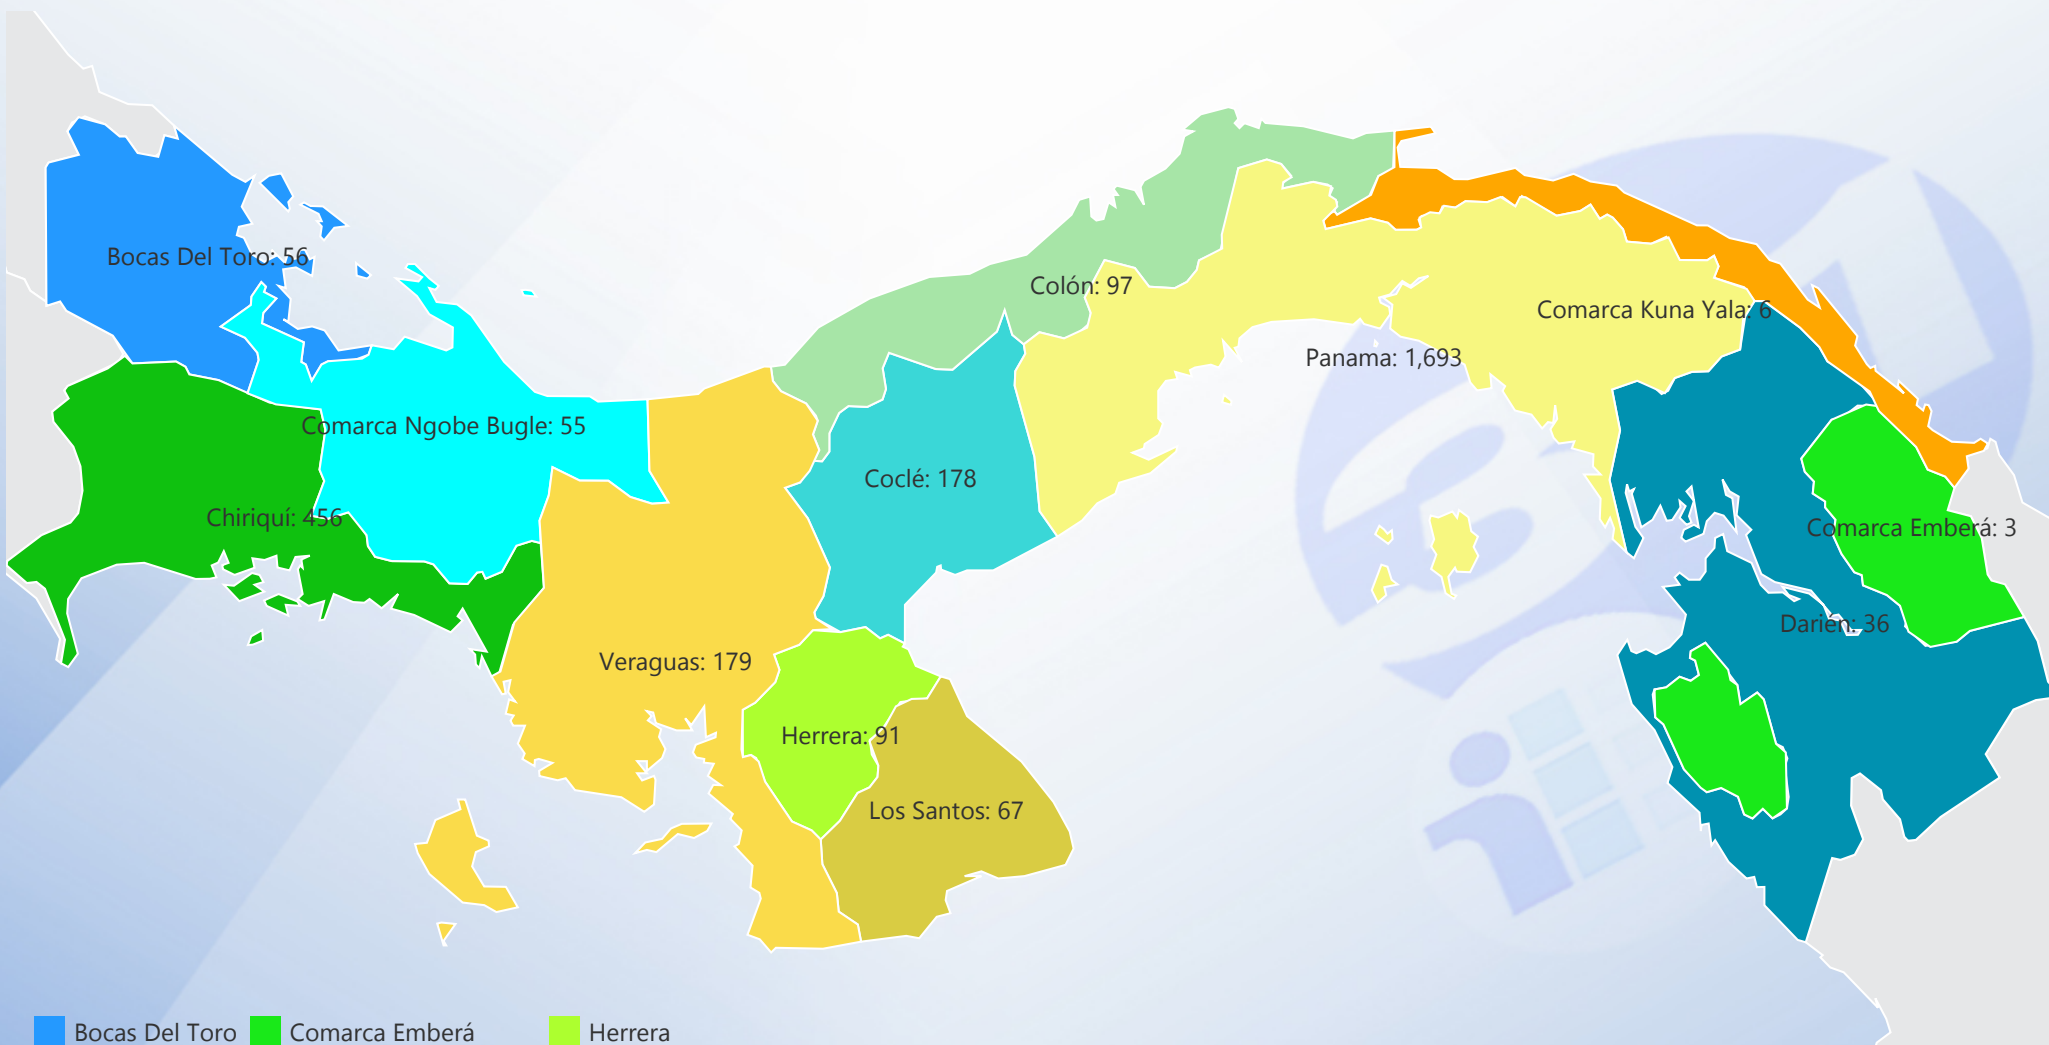 Bocas Del Toro: 56
Colón: 97
Comarca Kuna Yala: 6
Panama: 1,693
Comarca Ngobe Bugle: 55
Coclé: 178
Chiriquí: 456
Comarca Emberá: 3
Darién: 36
Veraguas: 179
Herrera: 91
Los Santos: 67
Bocas Del Toro Comarca Emberá Herrera